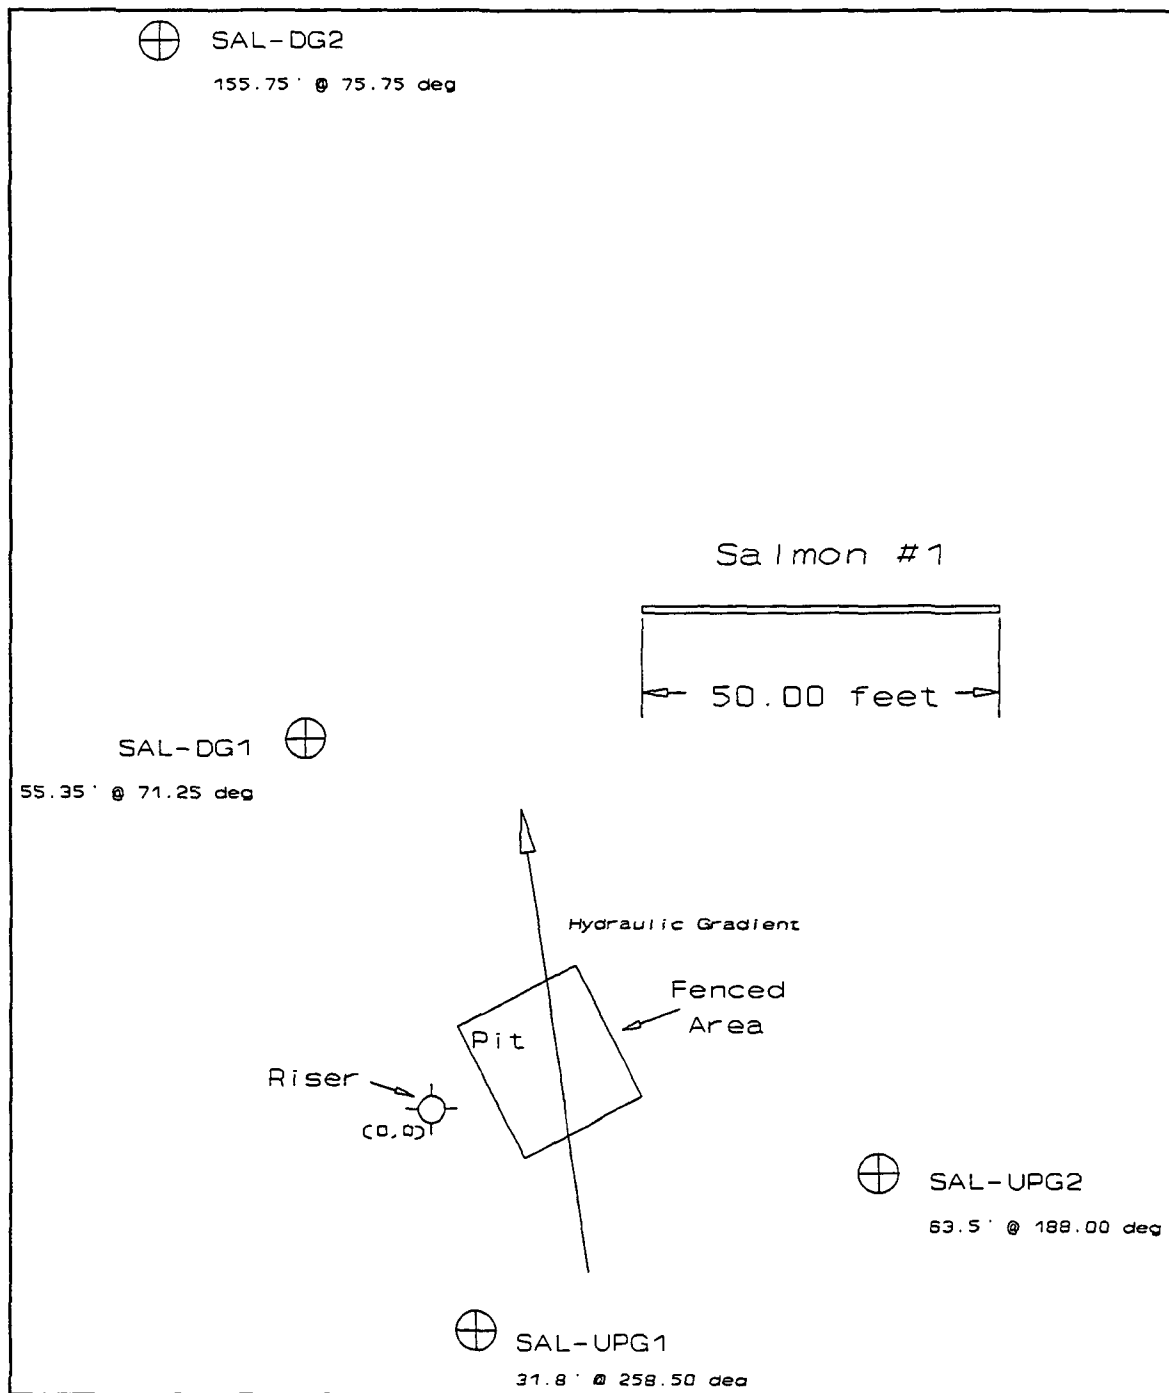 SAL-DG2
155.75' @ 75.75 deg
Salmon #1
50.00 feet
SAL-DG1
55.35' @ 71.25 deg
Hydraulic Gradient
Fenced
Area
Pit
Riser
(0,0)
SAL-UPG2
63.5' @ 188.00 deg
SAL-UPG1
31.8' @ 258.50 deg